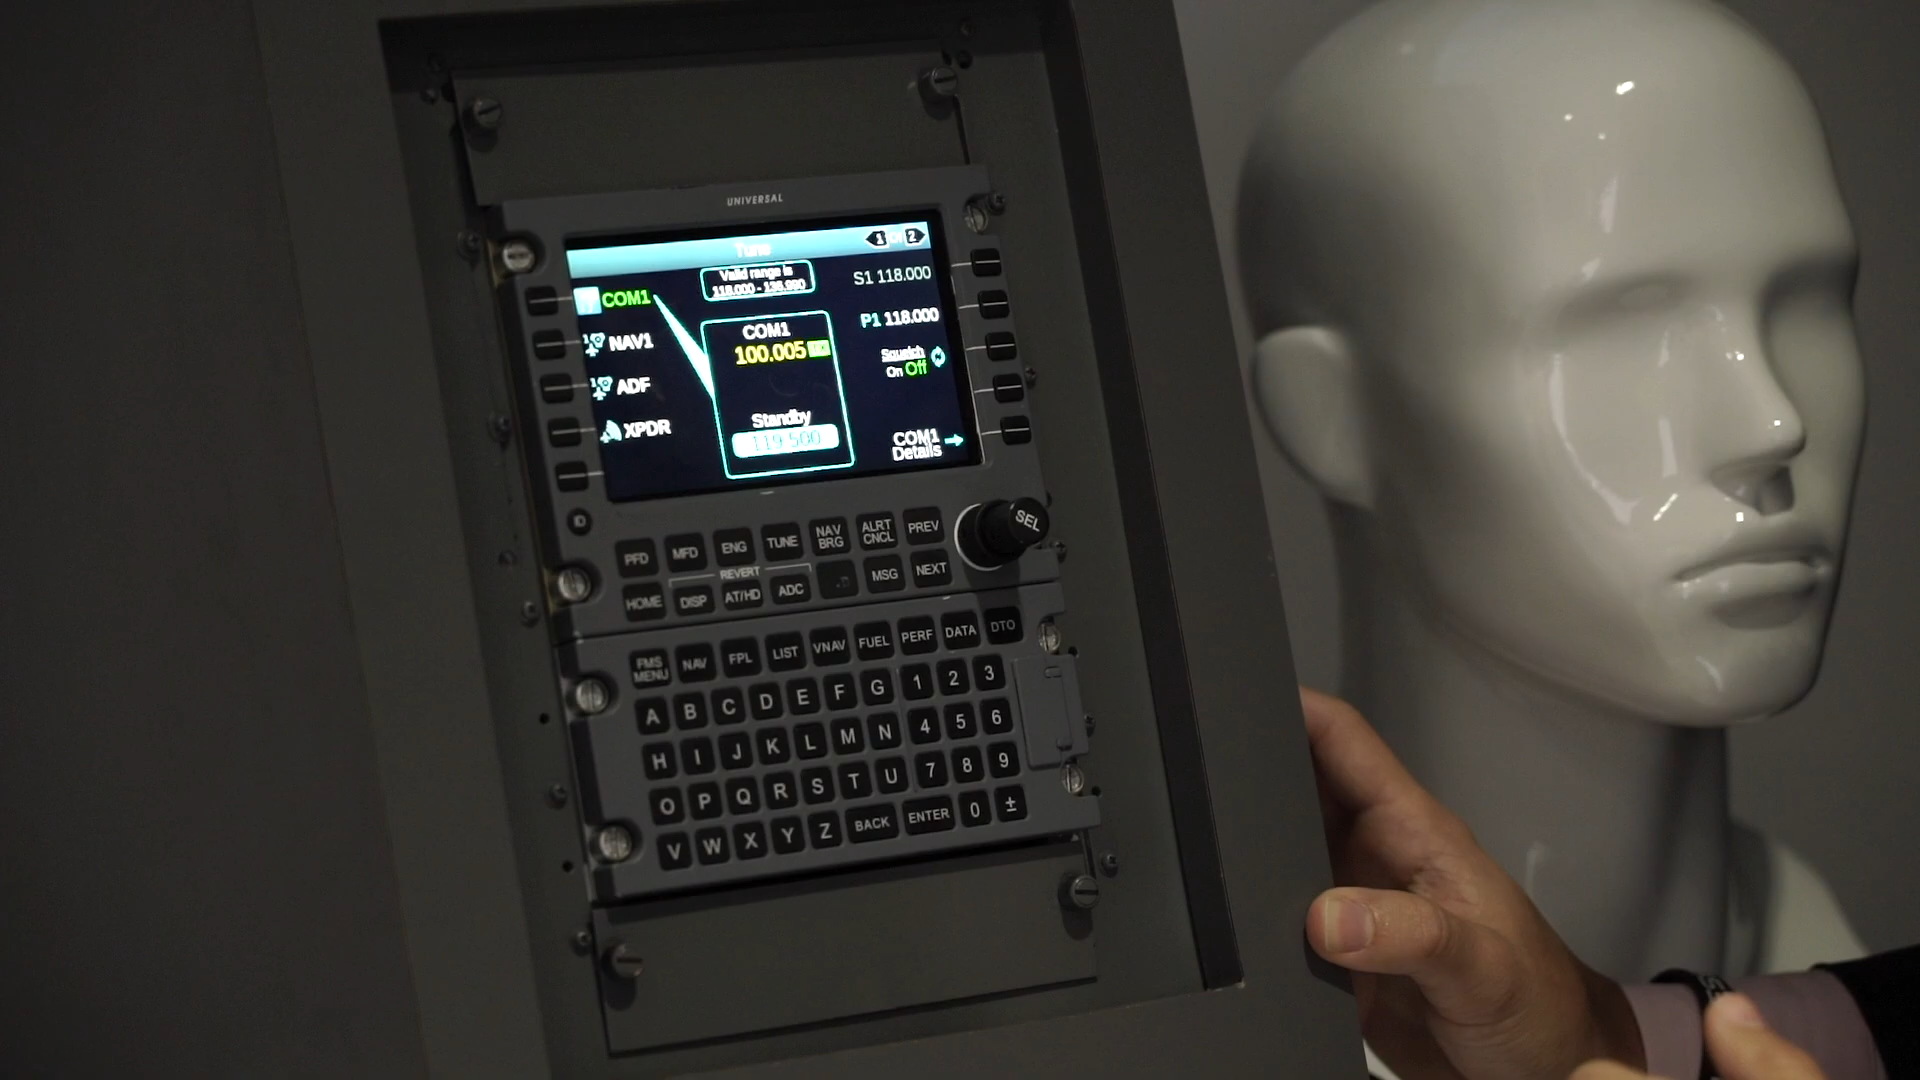 UNIVERSAL
Tune
1 of 2
Valid range is
118.000 - 136.990
COM1
NAV1
ADF
XPDR
COM1
100.005
Standby
119.500
S1 118.000
P1 118.000
Squelch
On Off
COM1
Details
SEL
ID
PFD MFD ENG TUNE NAV BRG ALRT CNCL PREV
REVERT
HOME DISP AT/HD ADC MSG NEXT
FMS MENU NAV FPL LIST VNAV FUEL PERF DATA DTO
A B C D E F G 1 2 3
H I J K L M N 4 5 6
O P Q R S T U 7 8 9
V W X Y Z BACK ENTER 0 ±